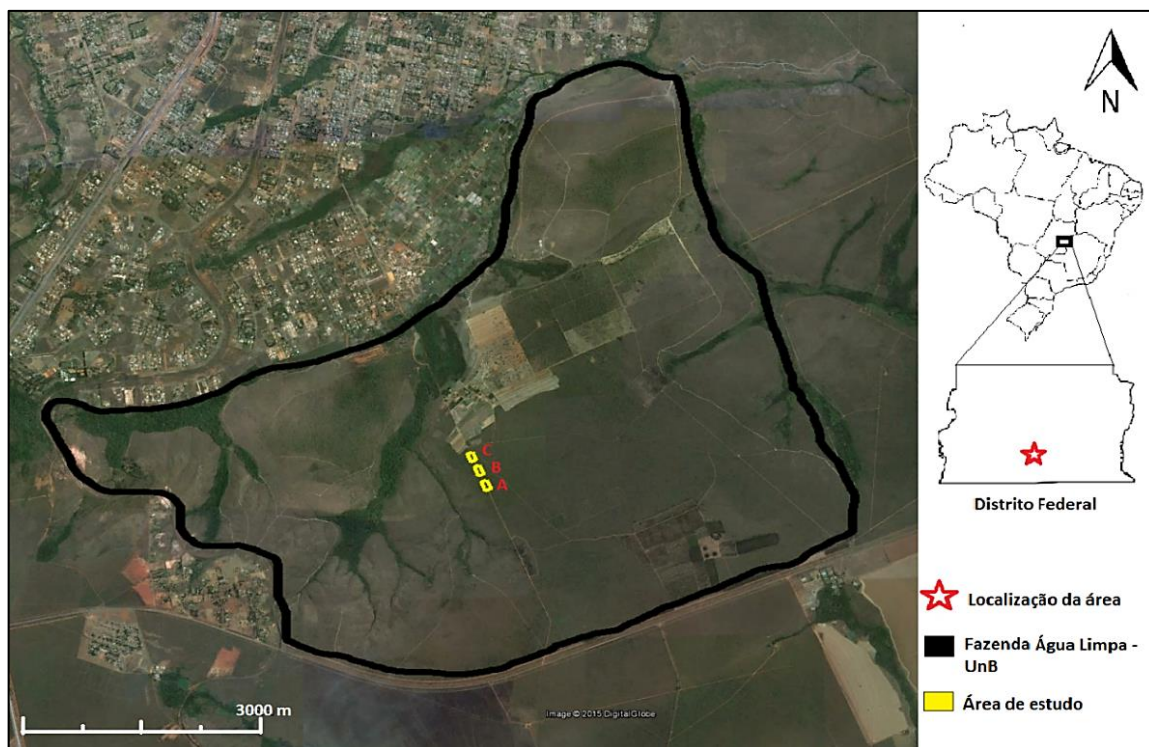 C
B
A
3000 m
Image © 2015 DigitalGlobe
N
Distrito Federal
Localização da área
Fazenda Água Limpa -
UnB
Área de estudo